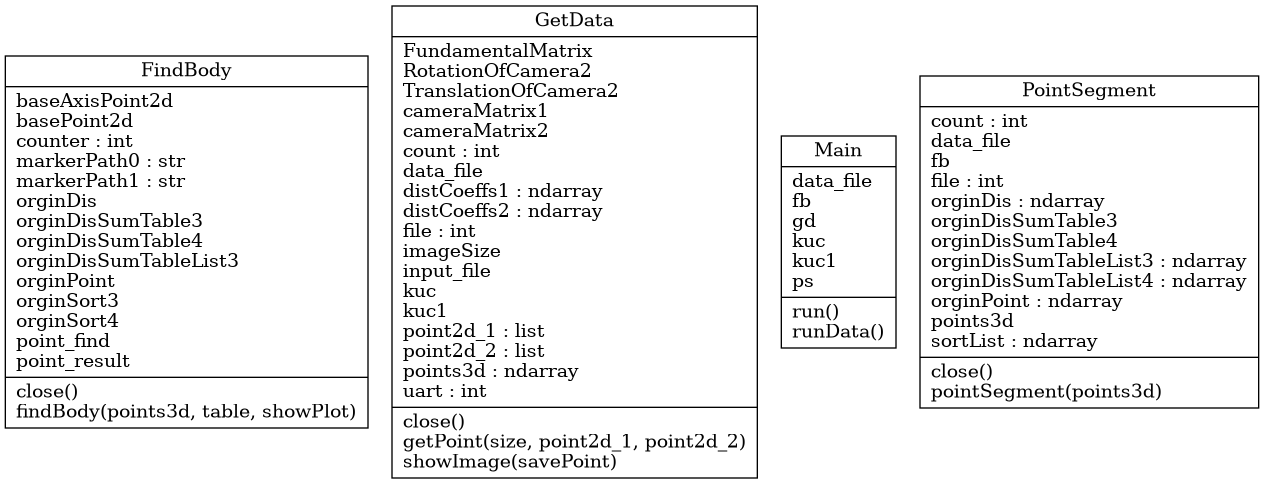 FindBody
baseAxisPoint2d
basePoint2d
counter : int
markerPath0 : str
markerPath1 : str
orginDis
orginDisSumTable3
orginDisSumTable4
orginDisSumTableList3
orginPoint
orginSort3
orginSort4
point_find
point_result
close()
findBody(points3d, table, showPlot)
GetData
FundamentalMatrix
RotationOfCamera2
TranslationOfCamera2
cameraMatrix1
cameraMatrix2
count : int
data_file
distCoeffs1 : ndarray
distCoeffs2 : ndarray
file : int
imageSize
input_file
kuc
kuc1
point2d_1 : list
point2d_2 : list
points3d : ndarray
uart : int
close()
getPoint(size, point2d_1, point2d_2)
showImage(savePoint)
Main
data_file
fb
gd
kuc
kuc1
ps
run()
runData()
PointSegment
count : int
data_file
fb
file : int
orginDis : ndarray
orginDisSumTable3
orginDisSumTable4
orginDisSumTableList3 : ndarray
orginDisSumTableList4 : ndarray
orginPoint : ndarray
points3d
sortList : ndarray
close()
pointSegment(points3d)